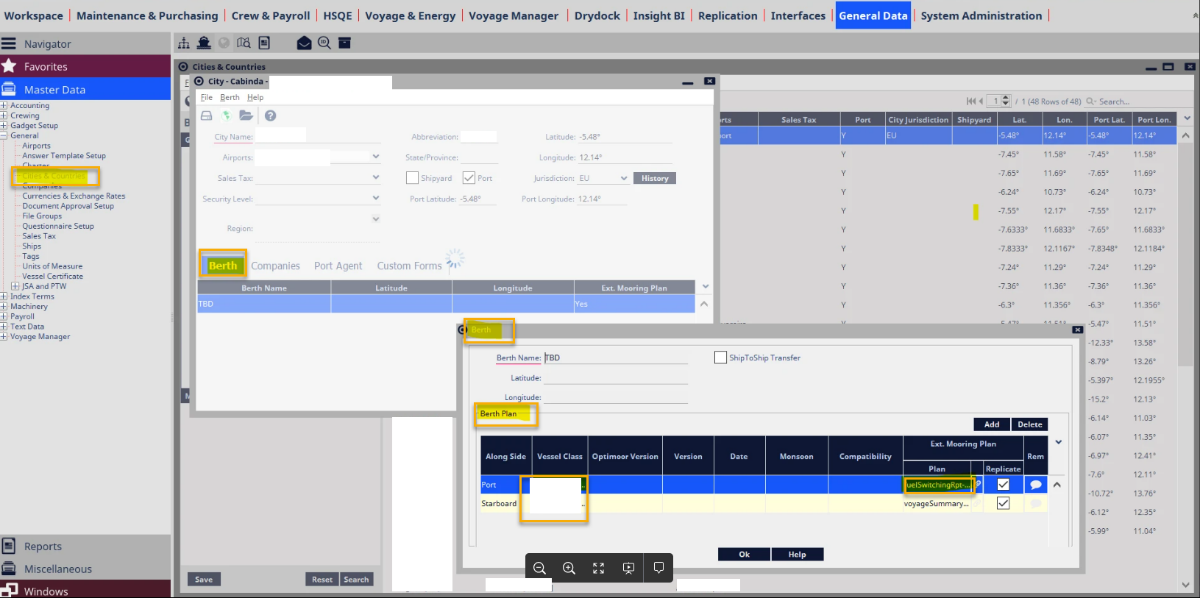 Workspace Maintenance & Purchasing Crew & Payroll HSQE Voyage & Energy Voyage Manager Drydock Insight BI Replication Interfaces General Data System Administration
Navigator
Favorites
Master Data
Accounting
Crewing
Gadget Setup
General
Airports
Answer Template Setup
Cities & Countries
Companies
Currencies & Exchange Rates
Document Approval Setup
File Groups
Questionnaire Setup
Sales Tax
Ships
Tags
Units of Measure
Vessel Certificate
JSA and PTW
Index Terms
Machinery
Payroll
Text Data
Voyage Manager
Reports
Miscellaneous
Windows
Cities & Countries
1 / 1 (48 Rows of 48) Search...
Sales Tax Port City Jurisdiction Shipyard Lat. Lon. Port Lat. Port Lon.
Y EU -5.48° 12.14° -5.48° 12.14°
Y -7.45° 11.58° -7.45° 11.58°
Y -7.65° 11.69° -7.65° 11.69°
Y -6.24° 10.73° -6.24° 10.73°
Y -7.55° 12.17° -7.55° 12.17°
Y -7.6333° 11.6833° -7.65° 11.6833°
Y -7.8333° 12.1167° -7.8348° 12.1184°
Y -7.24° 11.29° -7.24° 11.29°
Y -7.36° 11.36° -7.36° 11.36°
Y -6.3° 11.356° -6.3° 11.356°
-5.47° 11.51°
-12.33° 13.58°
-8.79° 13.26°
-5.397° 12.1955°
-15.2° 12.13°
-6.14° 11.03°
-6.07° 11.35°
-6.97° 12.41°
-7.6° 12.11°
-10.72° 13.76°
-6.12° 12.35°
-5.99° 11.04°
City - Cabinda -
File Berth Help
City Name: Abbreviation: Latitude: -5.48°
Airports: State/Province: Longitude: 12.14°
Sales Tax: Shipyard Port Jurisdiction: EU History
Security Level: Port Latitude: -5.48° Port Longitude: 12.14°
Region:
Berth Companies Port Agent Custom Forms
Berth Name Latitude Longitude Ext. Mooring Plan
TBD Yes
Berth
Berth Name: TBD ShipToShip Transfer
Latitude:
Longitude:
Berth Plan
Add Delete
Along Side Vessel Class Optimoor Version Version Date Monsoon Compatibility Ext. Mooring Plan Rem
Plan Replicate
Port uelSwitchingRpt-...
Starboard .. voyageSummary...
Ok Help
Save Reset Search